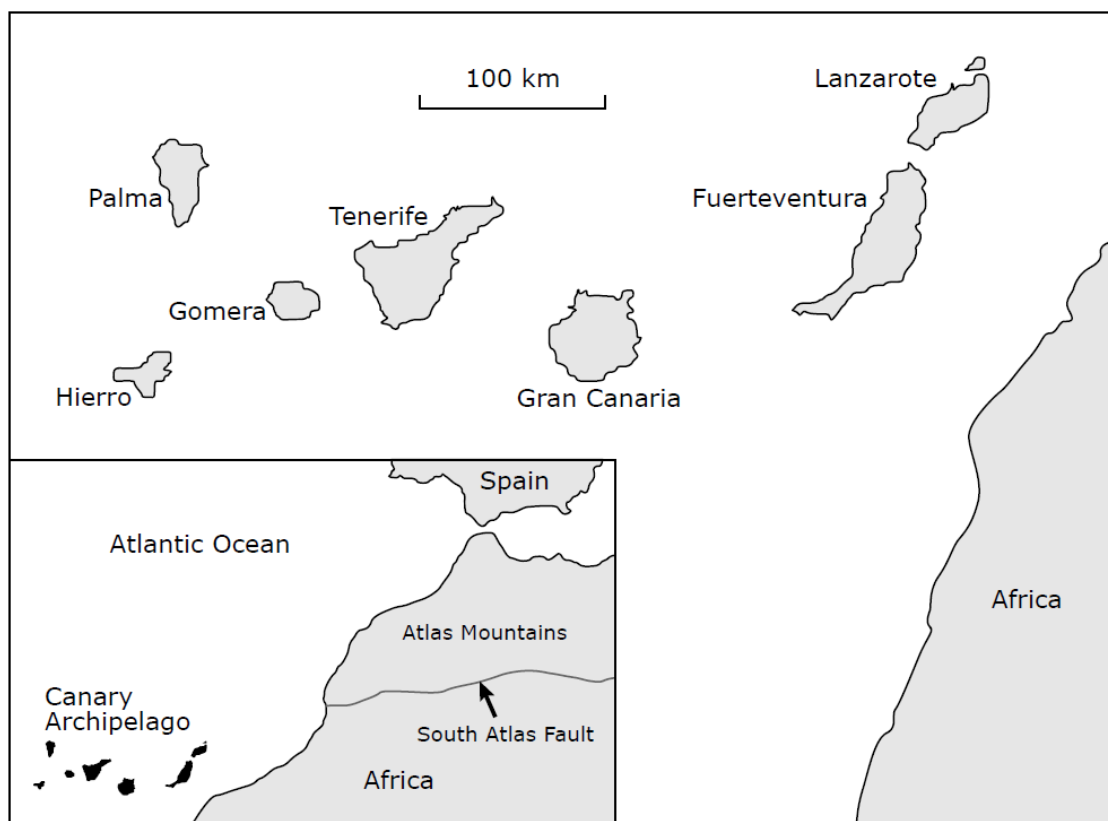 100 km
Lanzarote
Palma
Fuerteventura
Tenerife
Gomera
Hierro
Gran Canaria
Spain
Atlantic Ocean
Africa
Atlas Mountains
Canary
Archipelago
South Atlas Fault
Africa